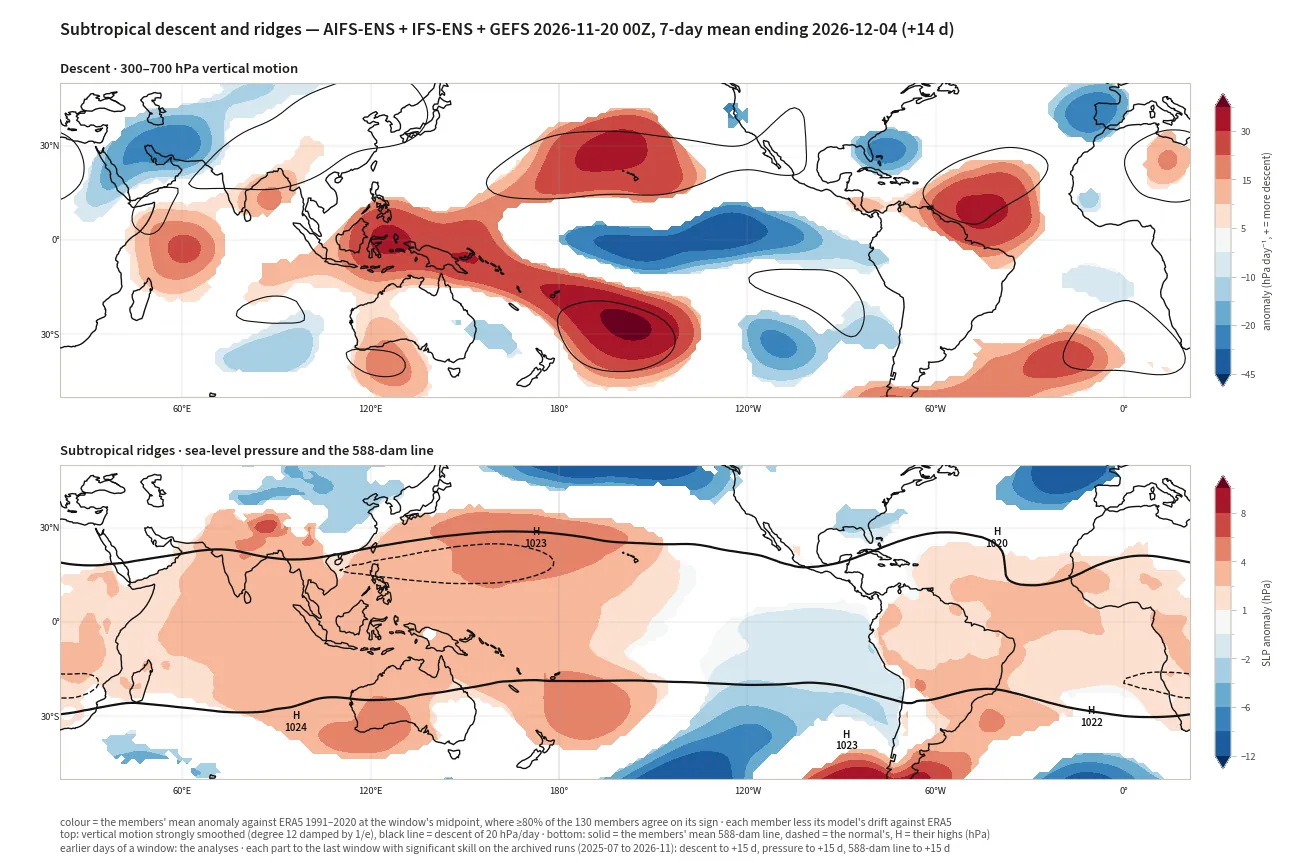 Subtropical descent and ridges — AIFS-ENS + IFS-ENS + GEFS 2026-11-20 00Z, 7-day mean ending 2026-12-04 (+14 d)
Descent · 300–700 hPa vertical motion
30°N
0°
30°S
60°E
120°E
180°
120°W
60°W
0°
30
15
5
−10
−20
−45
anomaly (hPa day⁻¹, + = more descent)
Subtropical ridges · sea-level pressure and the 588-dam line
30°N
0°
30°S
H
1023
H
1020
H
1024
H
1023
H
1022
60°E
120°E
180°
120°W
60°W
0°
8
4
1
−2
−6
−12
SLP anomaly (hPa)
colour = the members' mean anomaly against ERA5 1991–2020 at the window's midpoint, where ≥80% of the 130 members agree on its sign · each member less its model's drift against ERA5
top: vertical motion strongly smoothed (degree 12 damped by 1/e), black line = descent of 20 hPa/day · bottom: solid = the members' mean 588-dam line, dashed = the normal's, H = their highs (hPa)
earlier days of a window: the analyses · each part to the last window with significant skill on the archived runs (2025-07 to 2026-11): descent to +15 d, pressure to +15 d, 588-dam line to +15 d